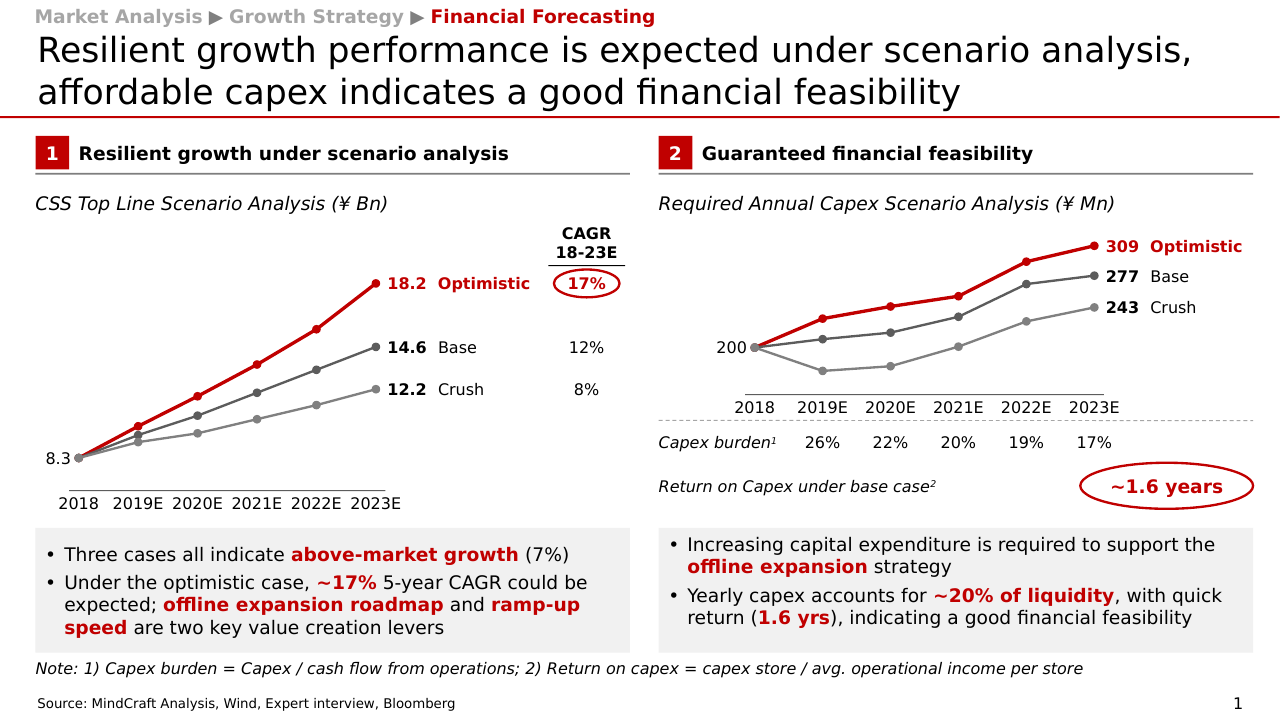 Market Analysis ▶ Growth Strategy ▶ Financial Forecasting
Resilient growth performance is expected under scenario analysis,
affordable capex indicates a good financial feasibility
1 Resilient growth under scenario analysis
CSS Top Line Scenario Analysis (¥ Bn)
CAGR
18-23E
18.2 Optimistic 17%
14.6 Base 12%
12.2 Crush 8%
8.3
2018 2019E 2020E 2021E 2022E 2023E
• Three cases all indicate above-market growth (7%)
• Under the optimistic case, ~17% 5-year CAGR could be
expected; offline expansion roadmap and ramp-up
speed are two key value creation levers
2 Guaranteed financial feasibility
Required Annual Capex Scenario Analysis (¥ Mn)
309 Optimistic
277 Base
243 Crush
200
2018 2019E 2020E 2021E 2022E 2023E
Capex burden¹ 26% 22% 20% 19% 17%
Return on Capex under base case² ~1.6 years
• Increasing capital expenditure is required to support the
offline expansion strategy
• Yearly capex accounts for ~20% of liquidity, with quick
return (1.6 yrs), indicating a good financial feasibility
Note: 1) Capex burden = Capex / cash flow from operations; 2) Return on capex = capex store / avg. operational income per store
Source: MindCraft Analysis, Wind, Expert interview, Bloomberg
1